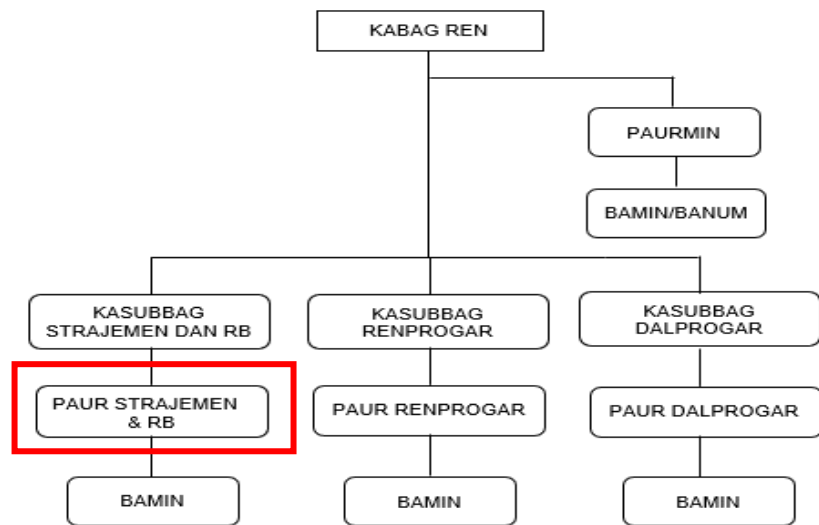 KABAG REN
PAURMIN
BAMIN/BANUM
KASUBBAG
STRAJEMEN DAN RB
KASUBBAG
RENPROGAR
KASUBBAG
DALPROGAR
PAUR STRAJEMEN
& RB
PAUR RENPROGAR
PAUR DALPROGAR
BAMIN
BAMIN
BAMIN